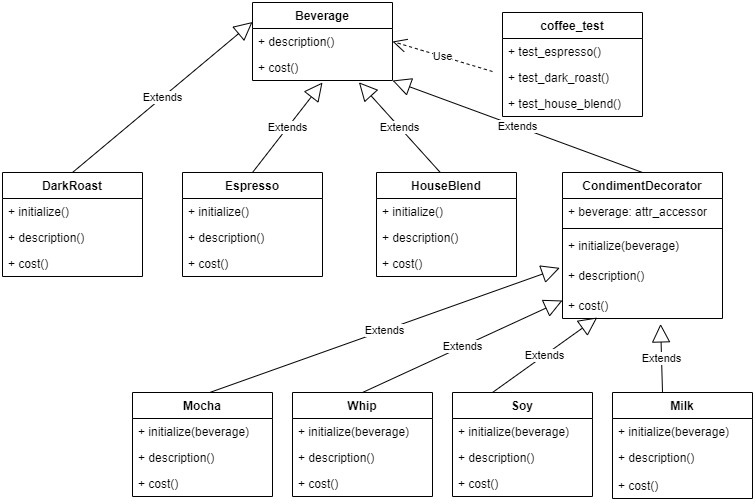 Beverage
+ description()
+ cost()
coffee_test
+ test_espresso()
+ test_dark_roast()
+ test_house_blend()
Use
Extends
Extends
Extends
Extends
DarkRoast
+ initialize()
+ description()
+ cost()
Espresso
+ initialize()
+ description()
+ cost()
HouseBlend
+ initialize()
+ description()
+ cost()
CondimentDecorator
+ beverage: attr_accessor
+ initialize(beverage)
+ description()
+ cost()
Extends
Extends
Extends
Extends
Mocha
+ initialize(beverage)
+ description()
+ cost()
Whip
+ initialize(beverage)
+ description()
+ cost()
Soy
+ initialize(beverage)
+ description()
+ cost()
Milk
+ initialize(beverage)
+ description()
+ cost()